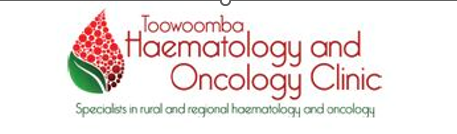 Toowoomba
Haematology and
Oncology Clinic
Specialists in rural and regional haematology and oncology